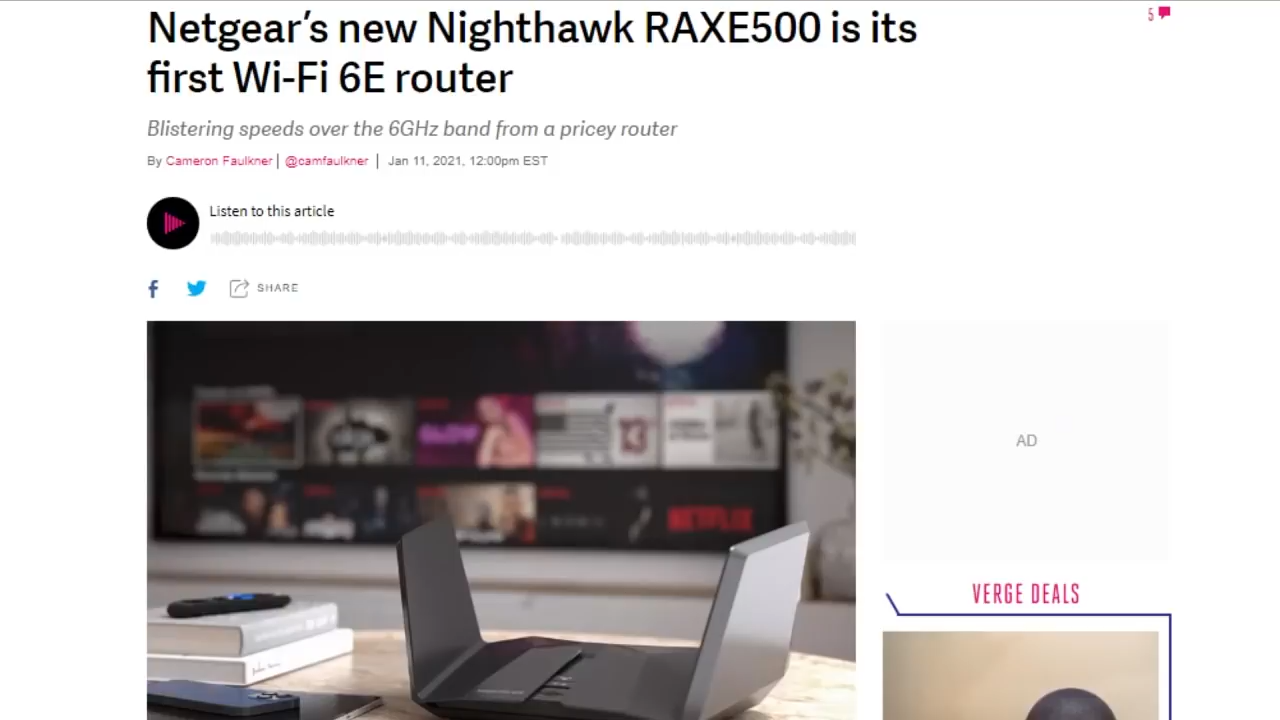 Netgear’s new Nighthawk RAXE500 is its
first Wi-Fi 6E router
5
Blistering speeds over the 6GHz band from a pricey router
By Cameron Faulkner | @camfaulkner | Jan 11, 2021, 12:00pm EST
Listen to this article
SHARE
AD
13
NETFLIX
VERGE DEALS